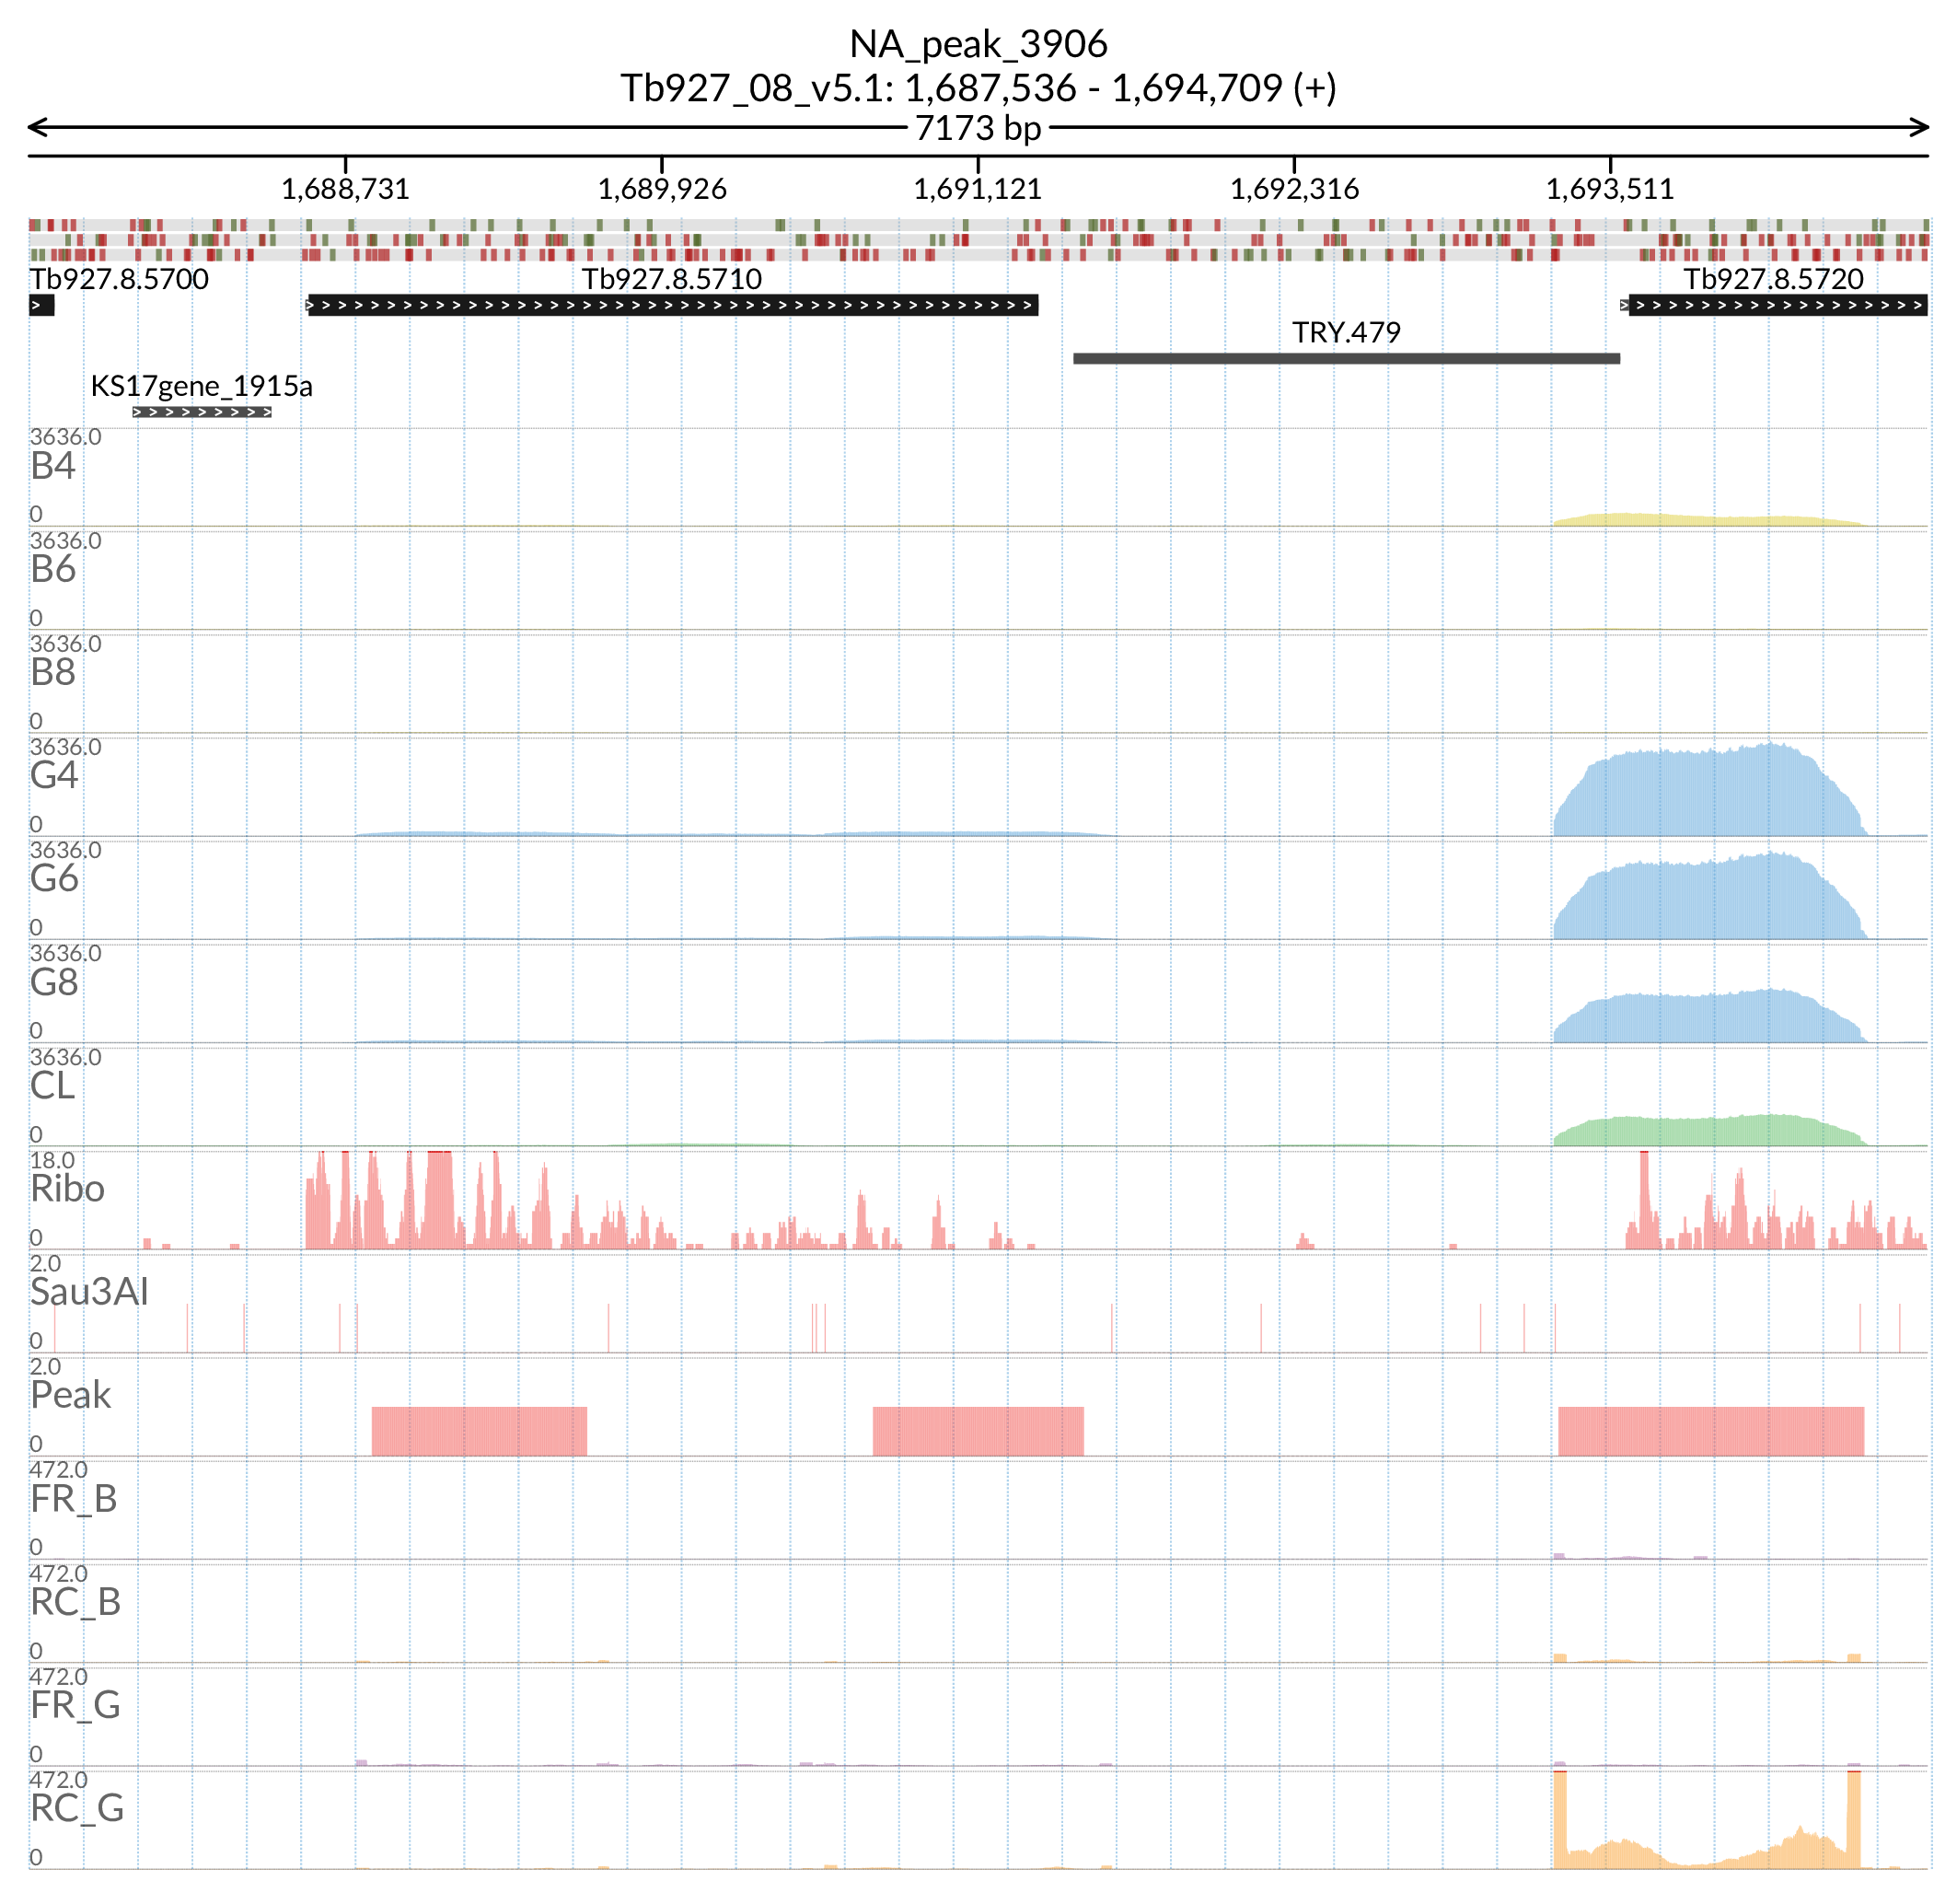 NA_peak_3906
Tb927_08_v5.1: 1,687,536 - 1,694,709 (+)
7173 bp
1,688,731 1,689,926 1,691,121 1,692,316 1,693,511
Tb927.8.5700 Tb927.8.5710 Tb927.8.5720
TRY.479
KS17gene_1915a
3636.0
B4
0
3636.0
B6
0
3636.0
B8
0
3636.0
G4
0
3636.0
G6
0
3636.0
G8
0
3636.0
CL
0
18.0
Ribo
0
2.0
Sau3AI
0
2.0
Peak
0
472.0
FR_B
0
472.0
RC_B
0
472.0
FR_G
0
472.0
RC_G
0